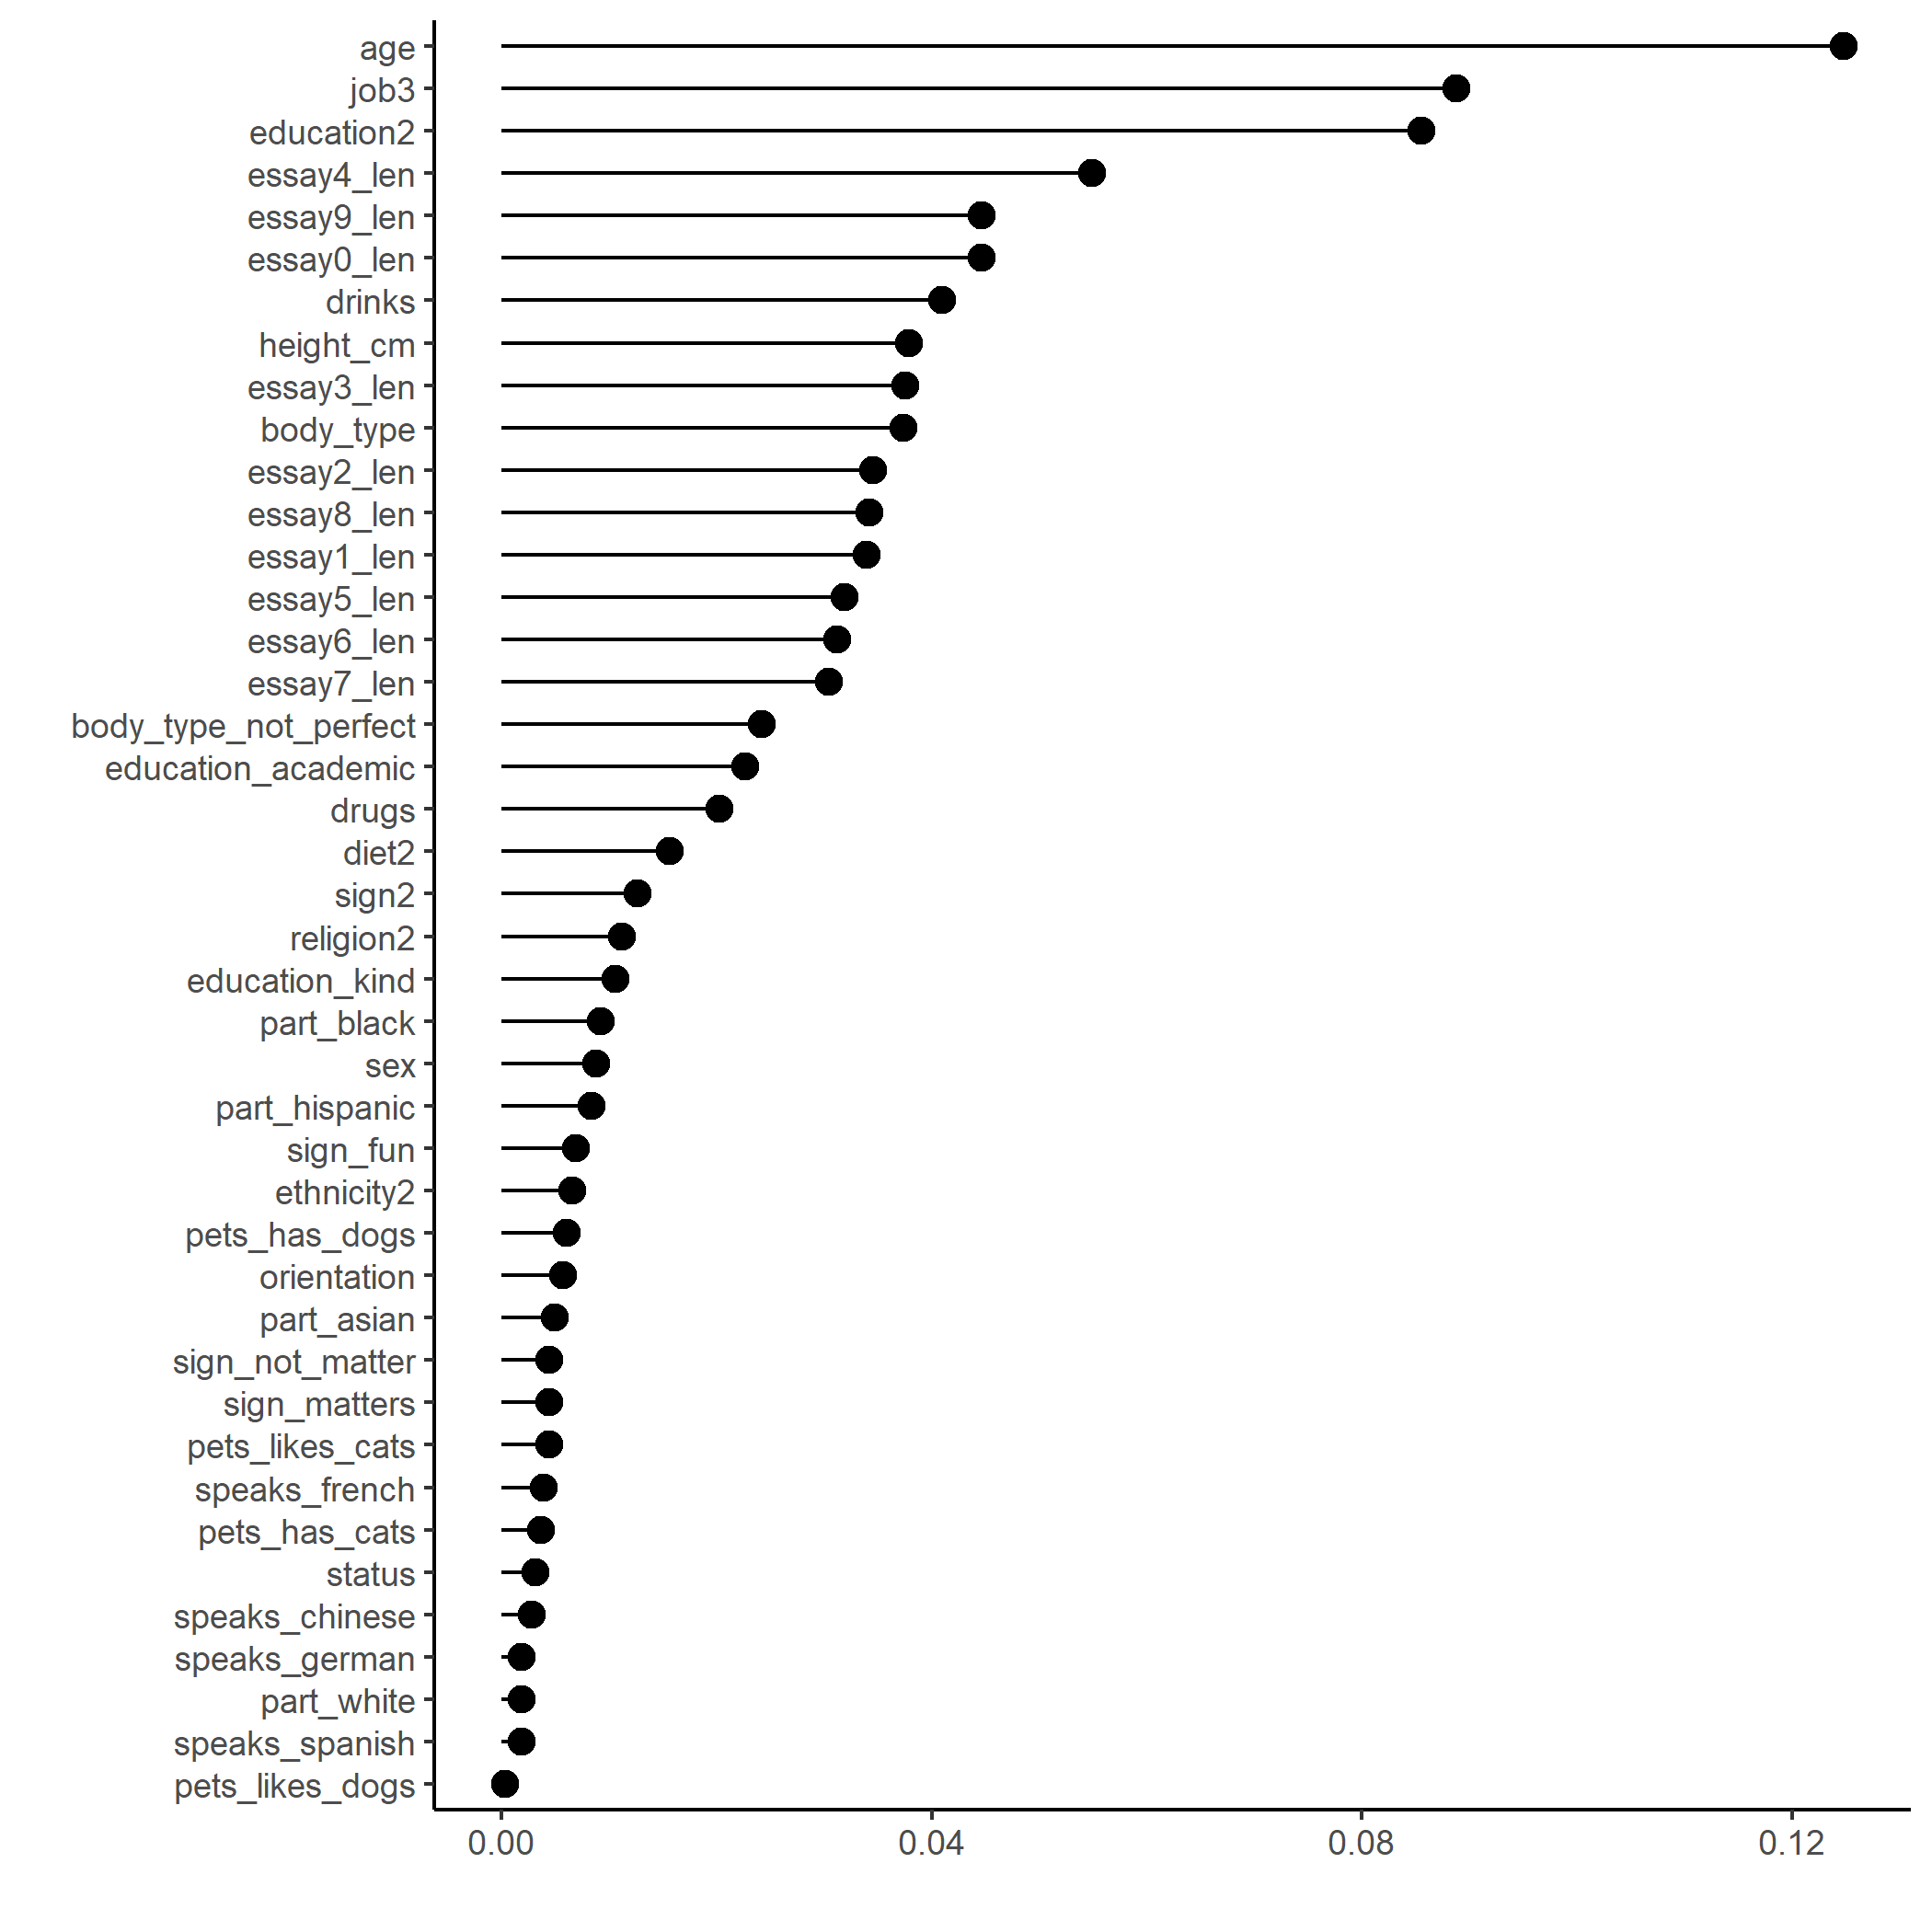 age
job3
education2
essay4_len
essay9_len
essay0_len
drinks
height_cm
essay3_len
body_type
essay2_len
essay8_len
essay1_len
essay5_len
essay6_len
essay7_len
body_type_not_perfect
education_academic
drugs
diet2
sign2
religion2
education_kind
part_black
sex
part_hispanic
sign_fun
ethnicity2
pets_has_dogs
orientation
part_asian
sign_not_matter
sign_matters
pets_likes_cats
speaks_french
pets_has_cats
status
speaks_chinese
speaks_german
part_white
speaks_spanish
pets_likes_dogs
0.00 0.04 0.08 0.12